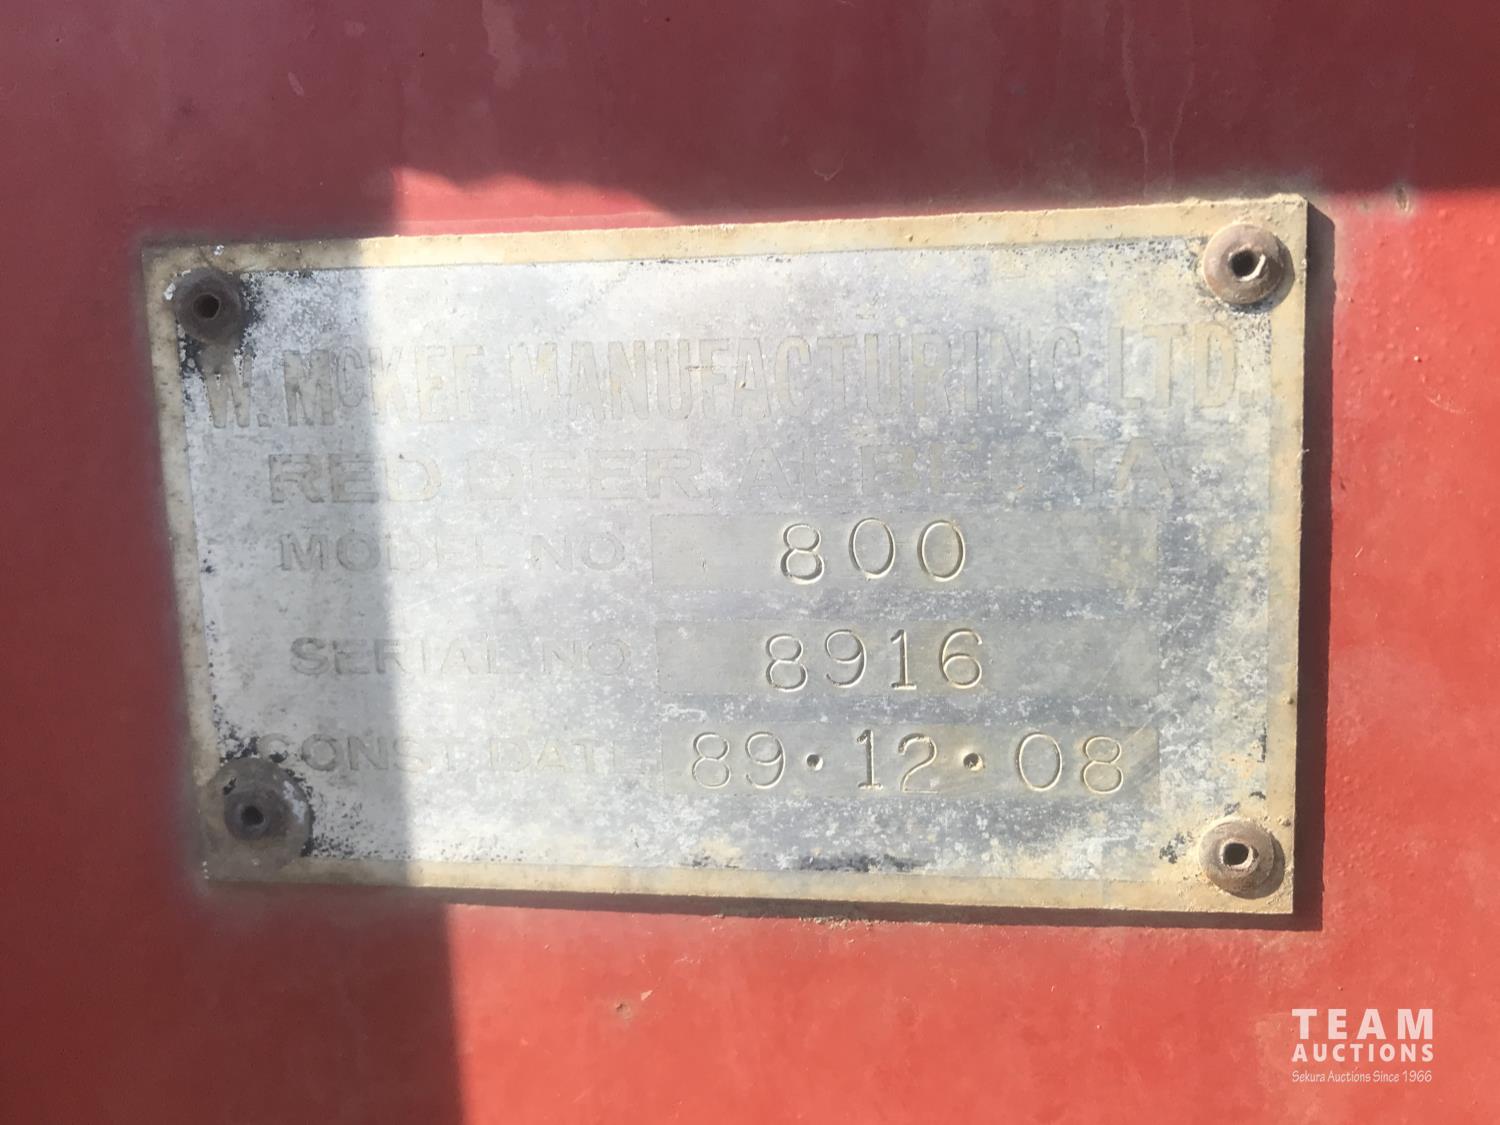 W. McKEE MANUFACTURING LTD.
RED DEER, ALBERTA
MODEL NO 800
SERIAL NO 8916
CONST. DATE 89·12·08
TEAM
AUCTIONS
Sekura Auctions Since 1966